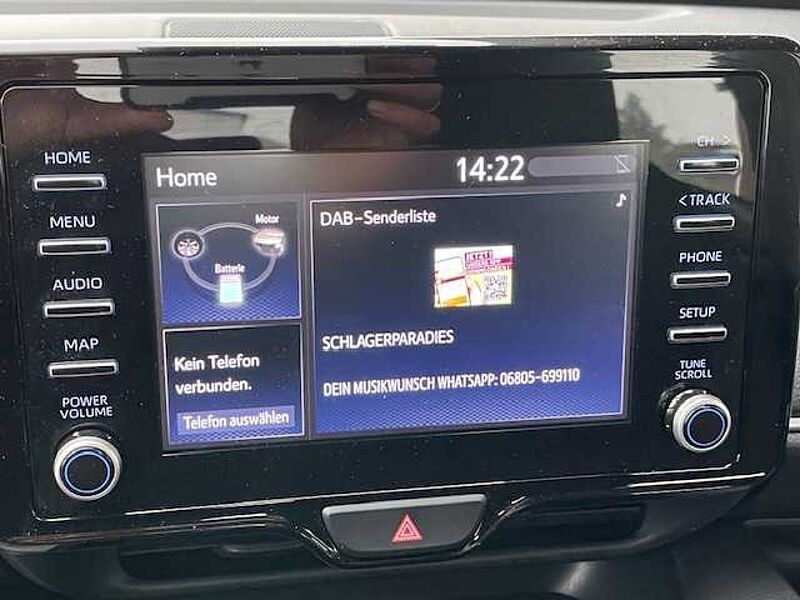 HOME
MENU
AUDIO
MAP
POWER
VOLUME
Home
14:22
Motor
Batterie
Kein Telefon
verbunden.
Telefon auswählen
DAB-Senderliste
JETZT
SCHLAGERPARADIES
DEIN MUSIKWUNSCH WHATSAPP: 06805-699110
CH >
< TRACK
PHONE
SETUP
TUNE
SCROLL